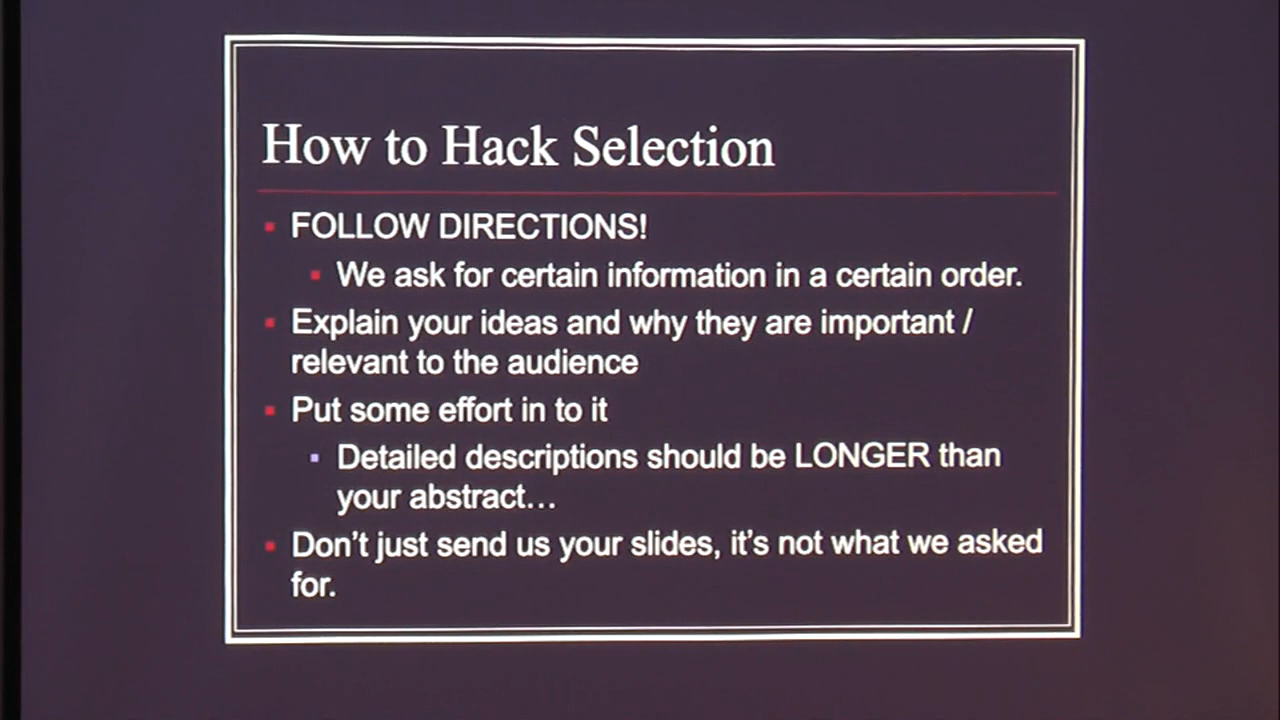 How to Hack Selection
FOLLOW DIRECTIONS!
We ask for certain information in a certain order.
Explain your ideas and why they are important /
relevant to the audience
Put some effort in to it
Detailed descriptions should be LONGER than
your abstract...
Don't just send us your slides, it's not what we asked
for.